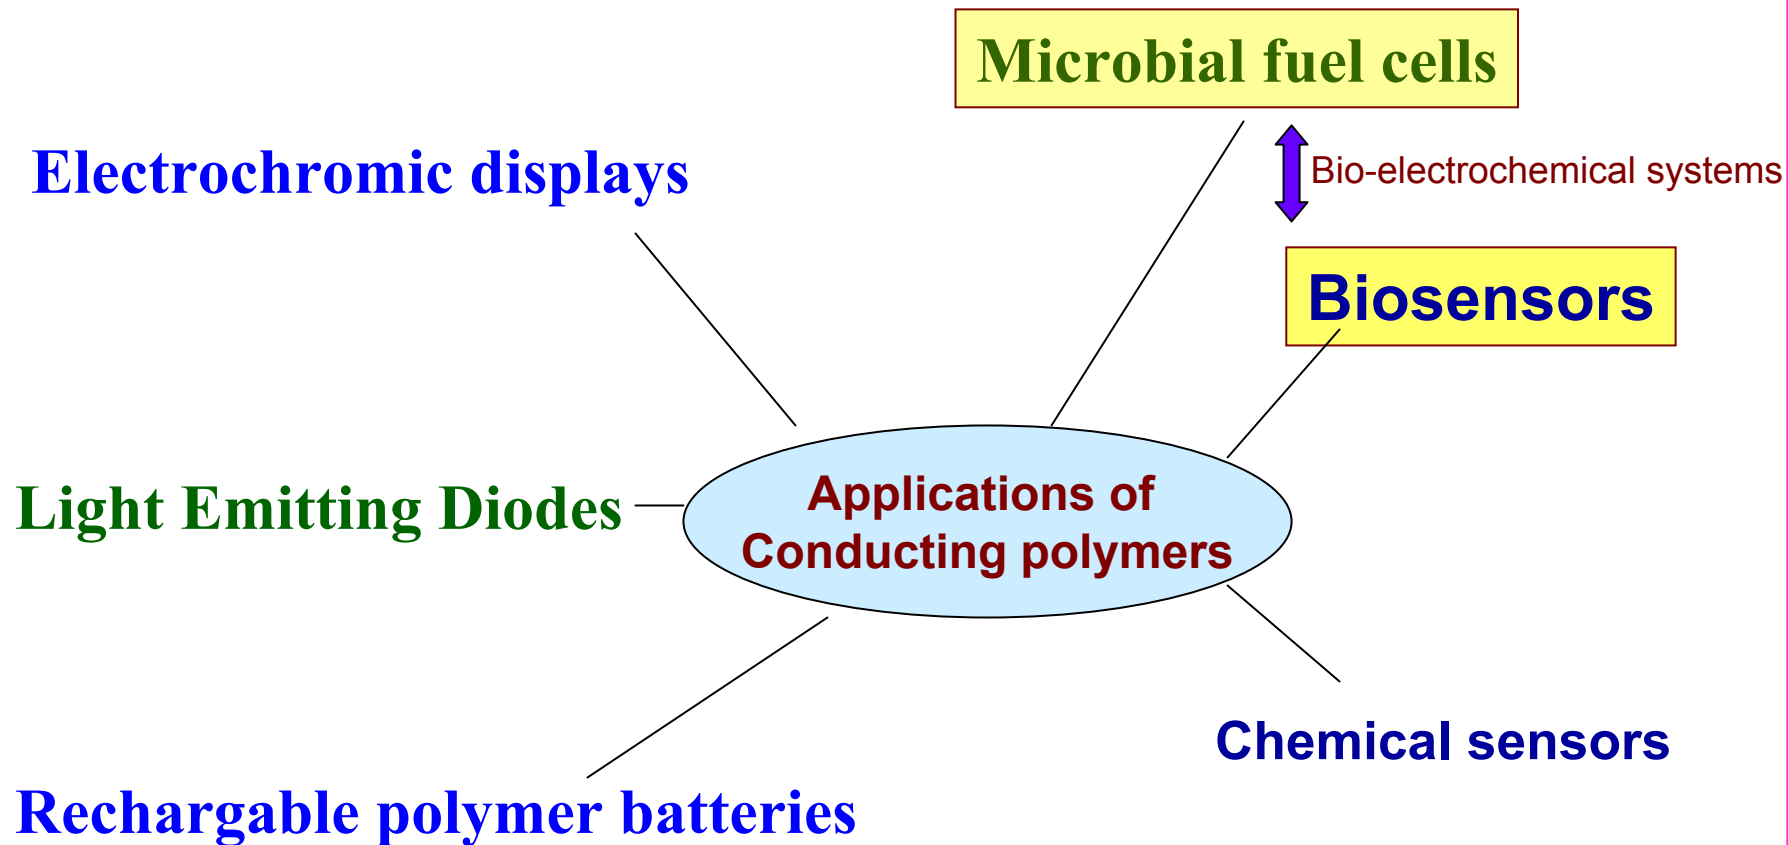 Microbial fuel cells
Electrochromic displays
Bio-electrochemical systems
Biosensors
Light Emitting Diodes
Applications of
Conducting polymers
Chemical sensors
Rechargable polymer batteries